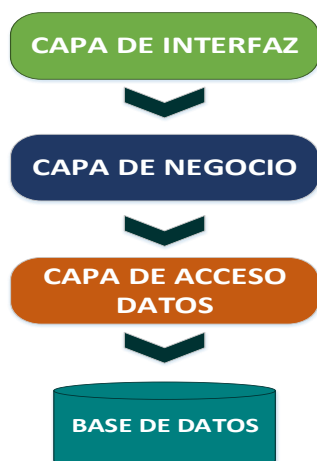 CAPA DE INTERFAZ
CAPA DE NEGOCIO
CAPA DE ACCESO
DATOS
BASE DE DATOS